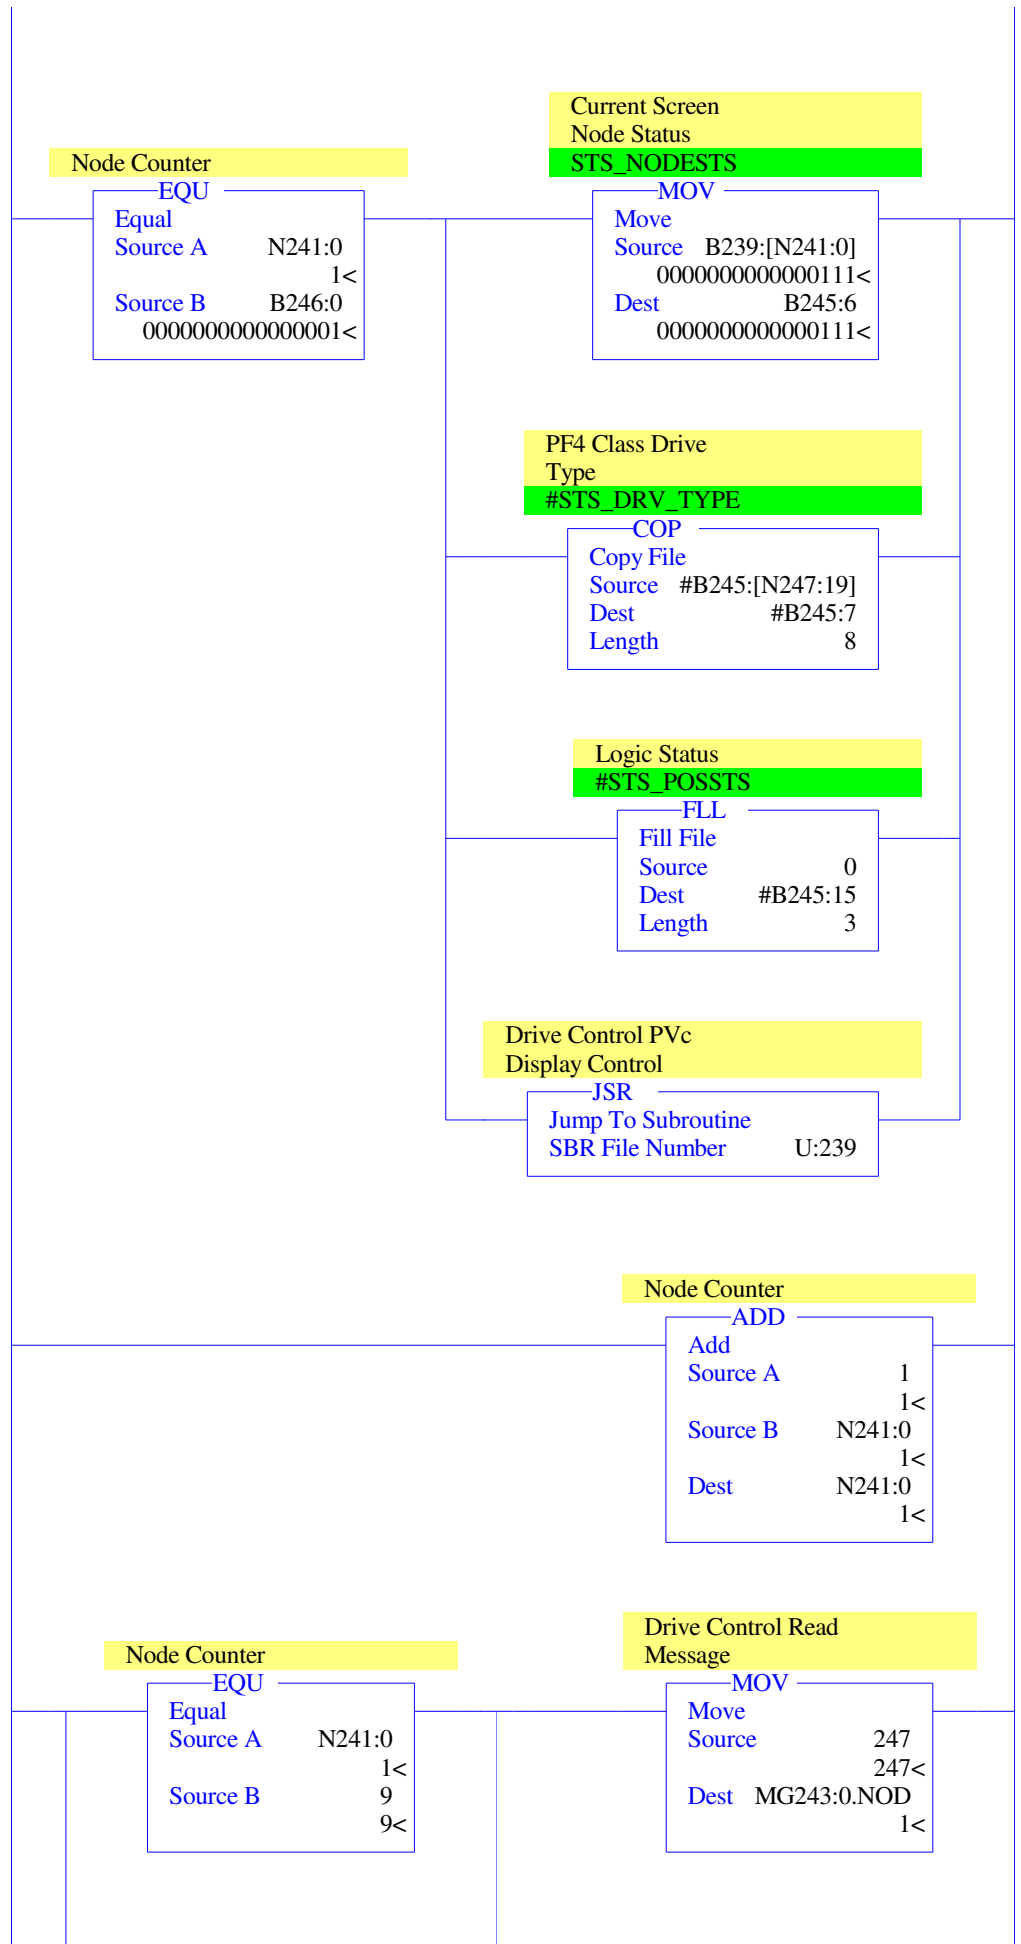 Node Counter
EQU
Equal
Source A N241:0
1<
Source B B246:0
0000000000000001<
Current Screen
Node Status
STS_NODESTS
MOV
Move
Source B239:[N241:0]
0000000000000111<
Dest B245:6
0000000000000111<
PF4 Class Drive
Type
#STS_DRV_TYPE
COP
Copy File
Source #B245:[N247:19]
Dest #B245:7
Length 8
Logic Status
#STS_POSSTS
FLL
Fill File
Source 0
Dest #B245:15
Length 3
Drive Control PVc
Display Control
JSR
Jump To Subroutine
SBR File Number U:239
Node Counter
ADD
Add
Source A 1
1<
Source B N241:0
1<
Dest N241:0
1<
Node Counter
EQU
Equal
Source A N241:0
1<
Source B 9
9<
Drive Control Read
Message
MOV
Move
Source 247
247<
Dest MG243:0.NOD
1<